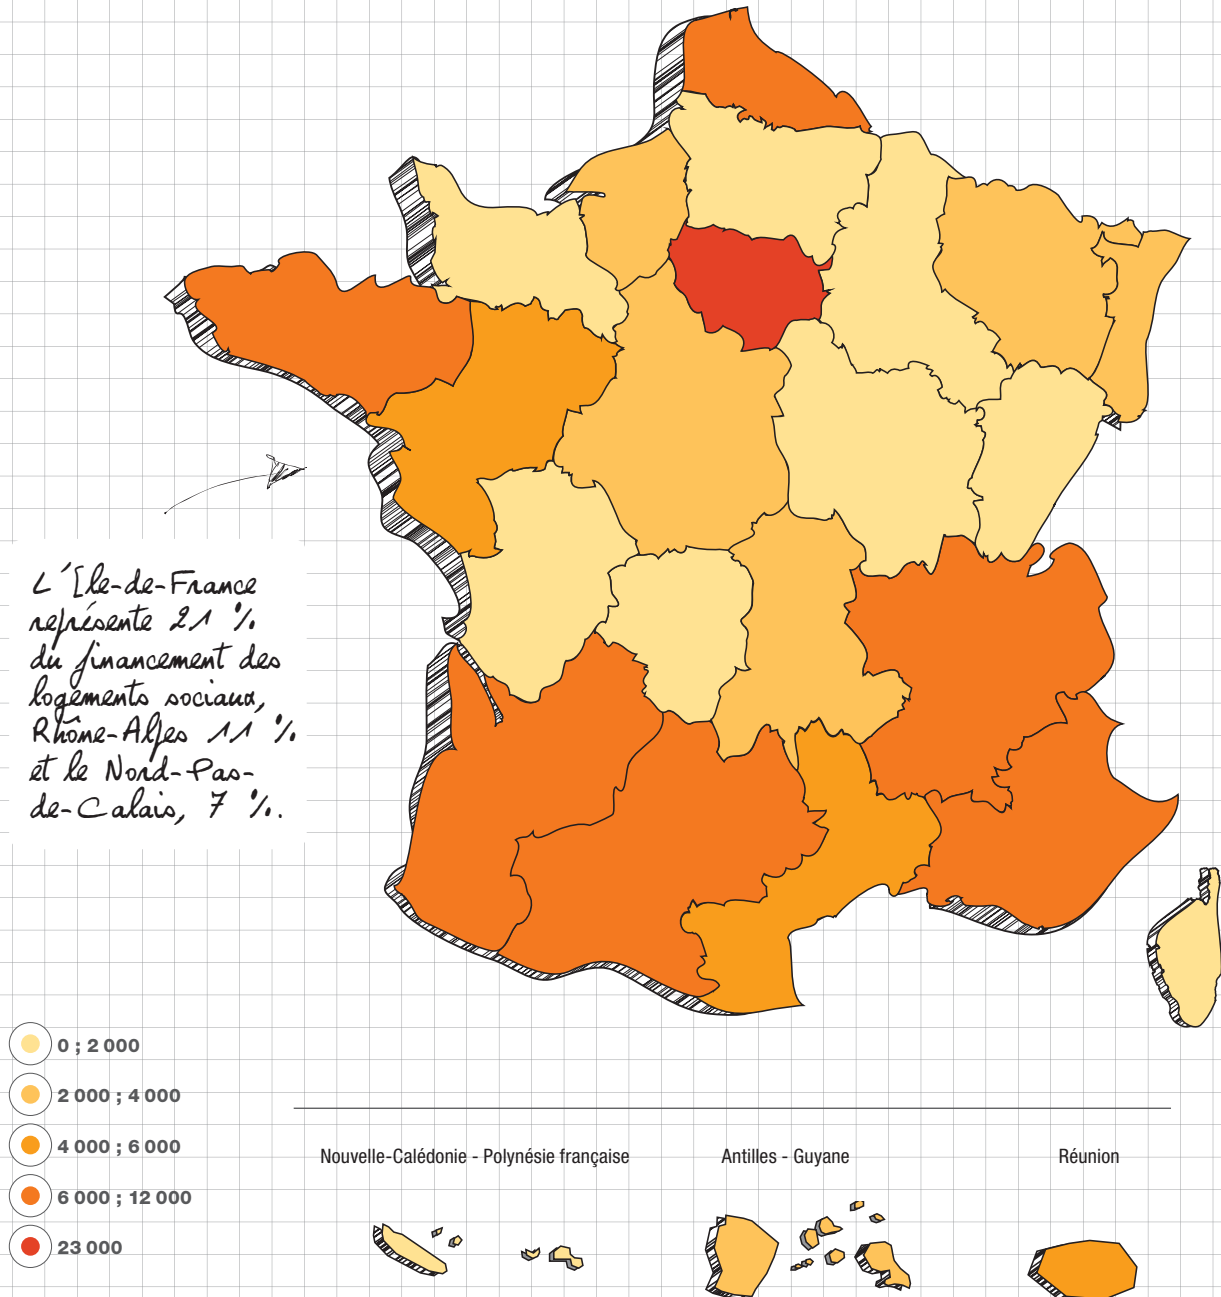 L'Île-de-France
représente 21 %
du financement des
logements sociaux,
Rhône-Alpes 11 %
et le Nord-Pas-
de-Calais, 7 %.
0 ; 2 000
2 000 ; 4 000
4 000 ; 6 000
6 000 ; 12 000
23 000
Nouvelle-Calédonie - Polynésie française
Antilles - Guyane
Réunion